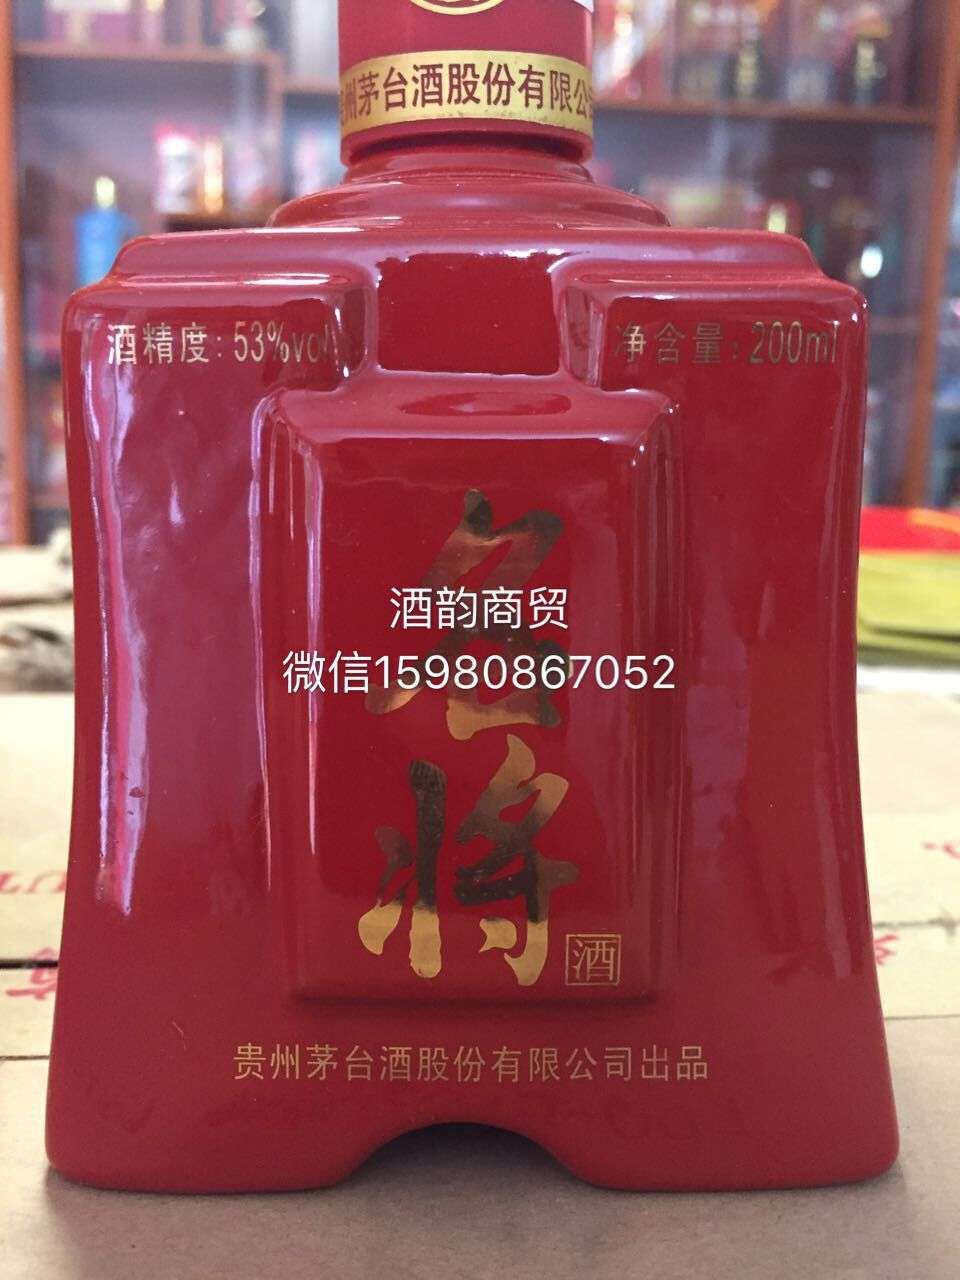 贵州茅台酒股份有限公
酒精度:53%vol
净含量:200ml
名将
酒韵商贸
微信15980867052
酒
贵州茅台酒股份有限公司出品